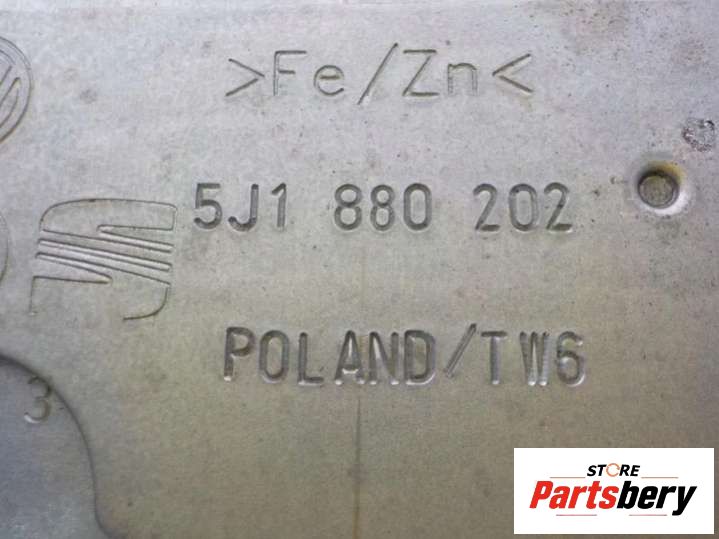 >Fe/Zn<
5J1 880 202
POLAND/TW6
3
STORE
Partsbery